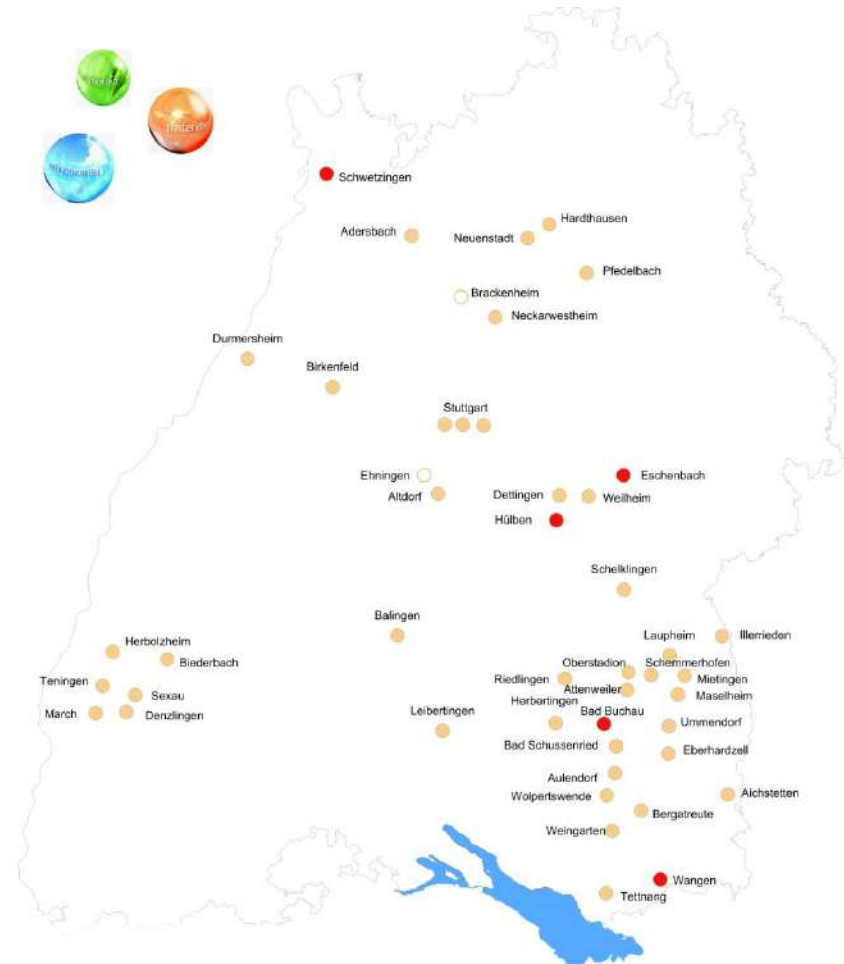 Schwetzingen
Hardthausen
Adersbach
Neuenstadt
Pfedelbach
Brackenheim
Neckarwestheim
Durmersheim
Birkenfeld
Stuttgart
Ehningen
Eschenbach
Altdorf
Dettingen
Weilheim
Hülben
Schelklingen
Balingen
Laupheim
Illerrieden
Herbolzheim
Biederbach
Oberstadion
Schemmerhofen
Teningen
Riedlingen
Mietingen
Attenweiler
Maselheim
Sexau
Herbertingen
March
Denzlingen
Leibertingen
Bad Buchau
Ummendorf
Bad Schussenried
Eberhardzell
Aulendorf
Wolpertswende
Aichstetten
Bergatreute
Weingarten
Wangen
Tettnang